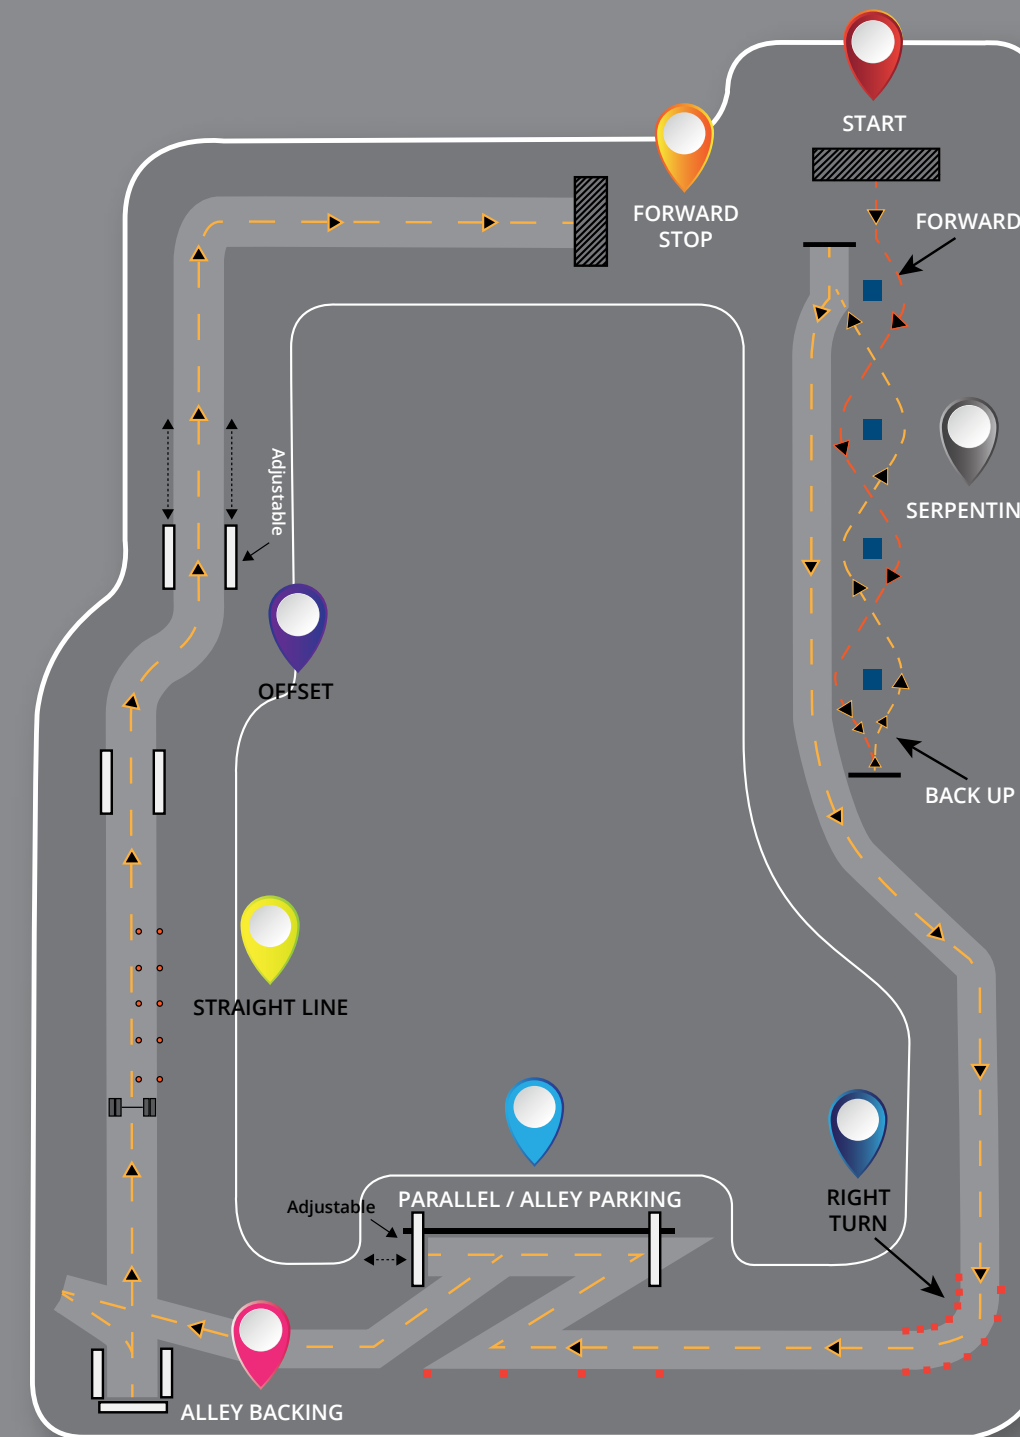 START
FORWARD
FORWARD
STOP
Adjustable
SERPENTIN
OFFSET
BACK UP
STRAIGHT LINE
PARALLEL / ALLEY PARKING
Adjustable
RIGHT
TURN
ALLEY BACKING